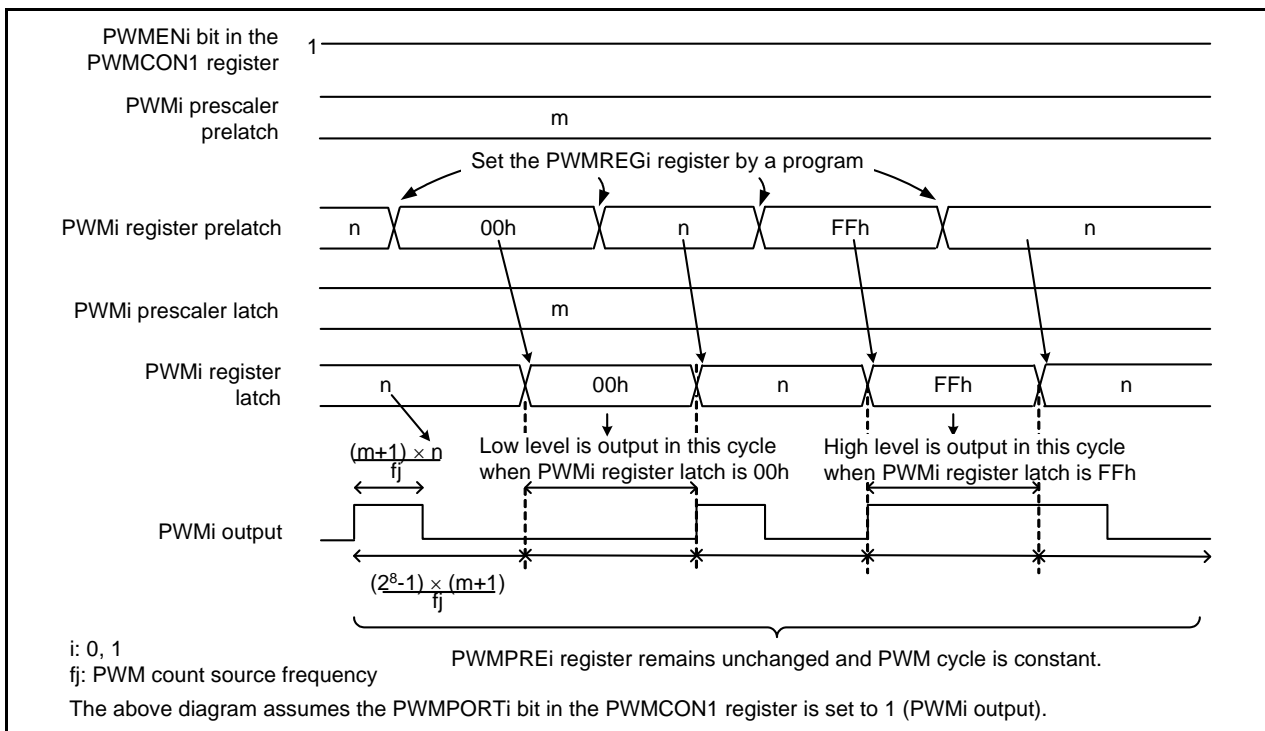 PWMENi bit in the
PWMCON1 register
1
PWMi prescaler
prelatch
m
Set the PWMREGi register by a program
PWMi register prelatch
n
00h
n
FFh
n
PWMi prescaler latch
m
PWMi register
latch
n
00h
n
FFh
n
(m+1) × n
fj
Low level is output in this cycle
when PWMi register latch is 00h
High level is output in this cycle
when PWMi register latch is FFh
PWMi output
(2⁸-1) × (m+1)
fj
i: 0, 1
PWMPREi register remains unchanged and PWM cycle is constant.
fj: PWM count source frequency
The above diagram assumes the PWMPORTi bit in the PWMCON1 register is set to 1 (PWMi output).